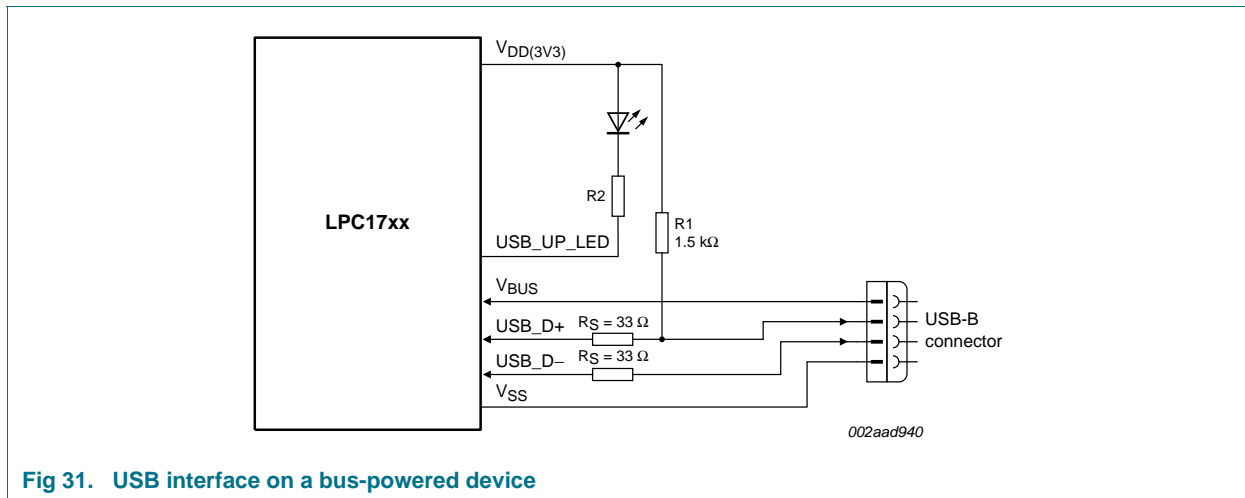 VDD(3V3)
R2
LPC17xx
R1
1.5 kΩ
USB_UP_LED
VBUS
USB_D+
RS = 33 Ω
USB-B
connector
USB_D−
RS = 33 Ω
VSS
002aad940
Fig 31. USB interface on a bus-powered device